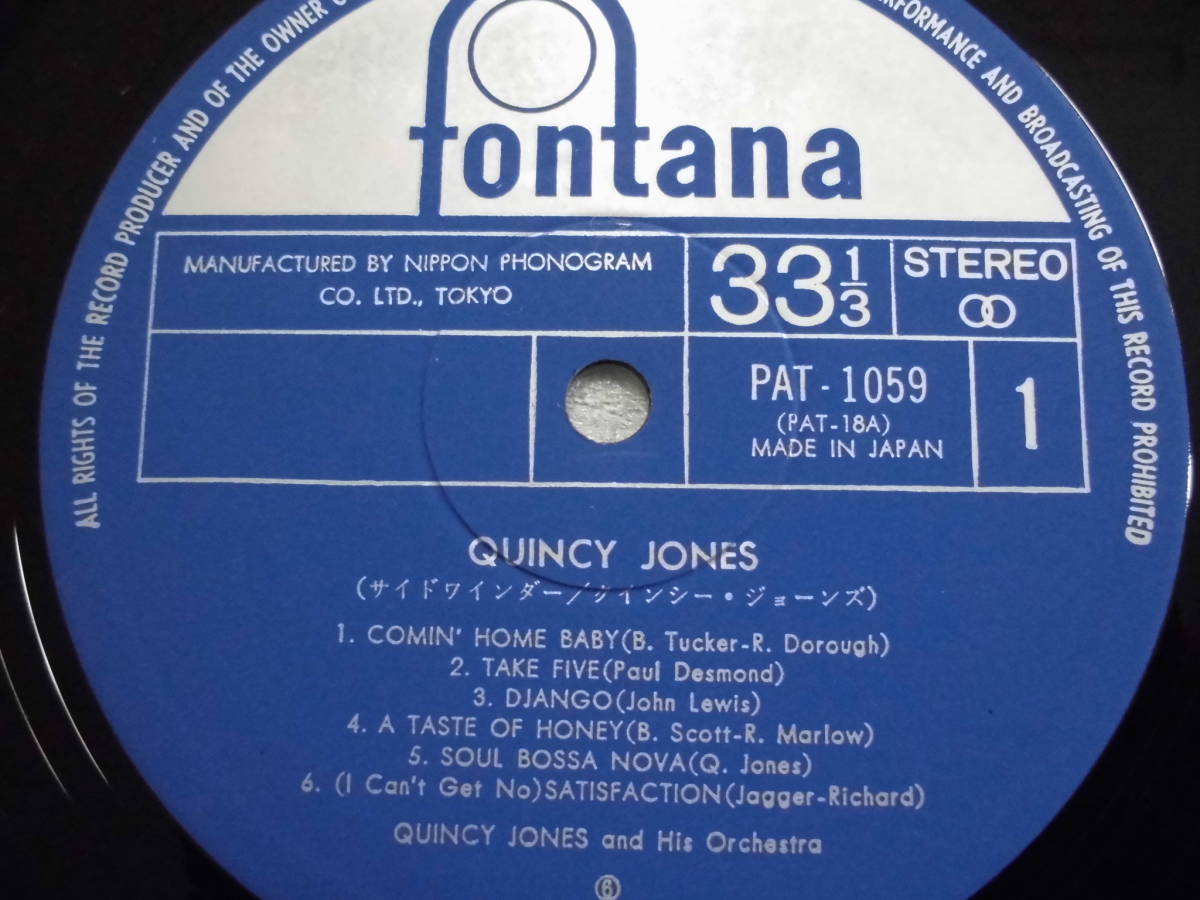 ALL RIGHTS OF THE RECORD PRODUCER AND OF THE OWNER
PERFORMANCE AND BROADCASTING OF THIS RECORD PROHIBITED
fontana
MANUFACTURED BY NIPPON PHONOGRAM
CO. LTD., TOKYO
33 1/3
STEREO
PAT-1059
(PAT-18A)
MADE IN JAPAN
1
QUINCY JONES
(サイドワインダー/クインシー・ジョーンズ)
1. COMIN' HOME BABY(B. Tucker-R. Dorough)
2. TAKE FIVE(Paul Desmond)
3. DJANGO(John Lewis)
4. A TASTE OF HONEY(B. Scott-R. Marlow)
5. SOUL BOSSA NOVA(Q. Jones)
6. (I Can't Get No)SATISFACTION(Jagger-Richard)
QUINCY JONES and His Orchestra
⑥